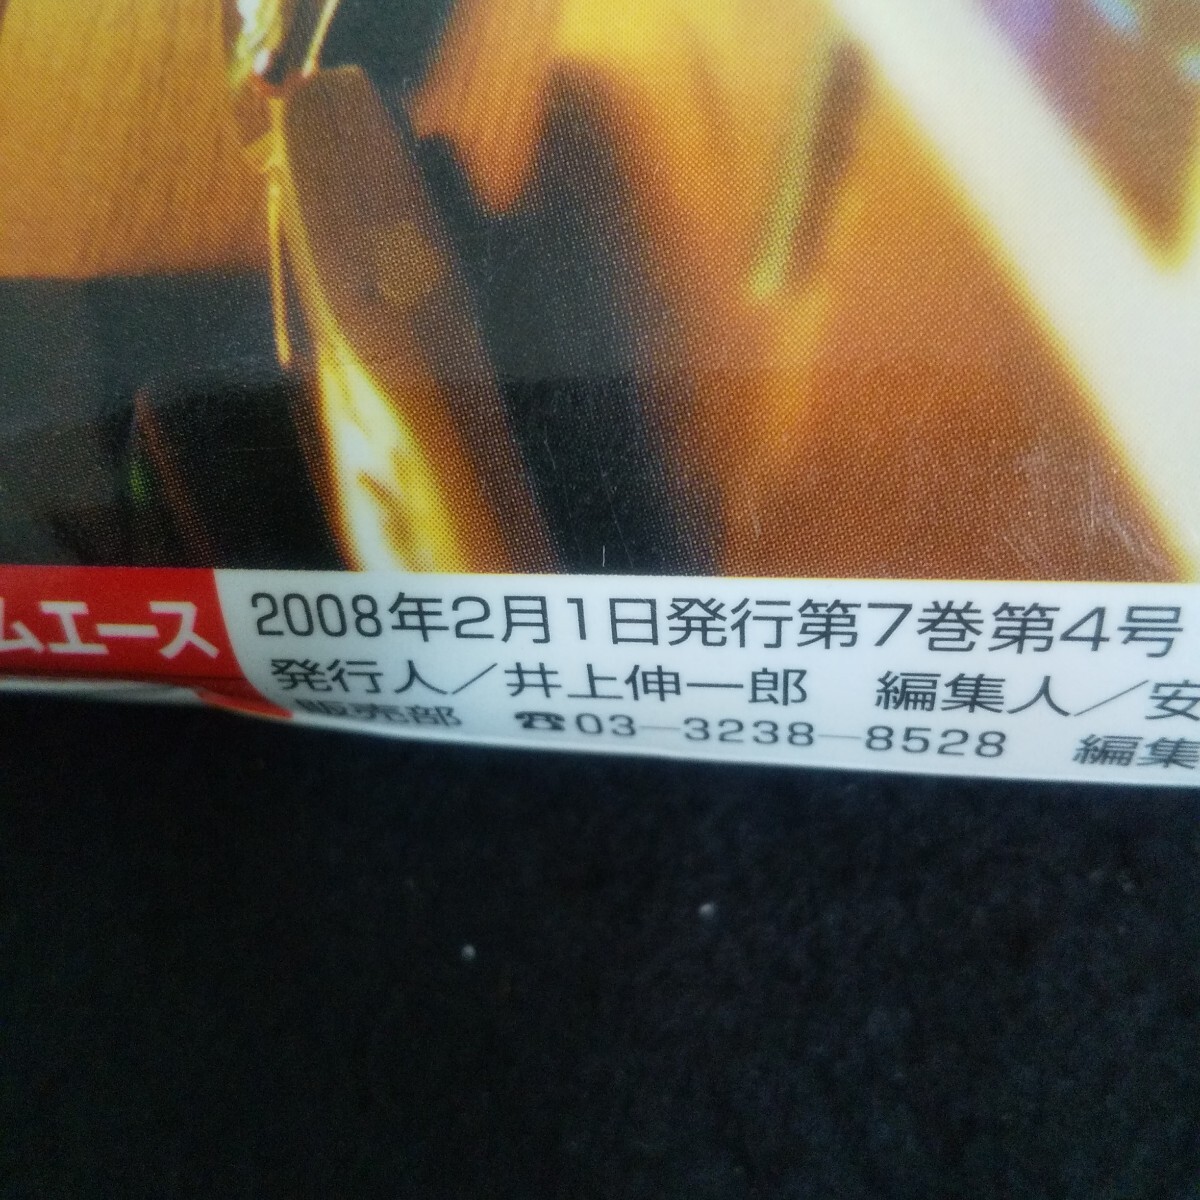 ムエース
2008年2月1日発行第7巻第4号
発行人／井上伸一郎　編集人／安
販売部　☎03-3238-8528　編集